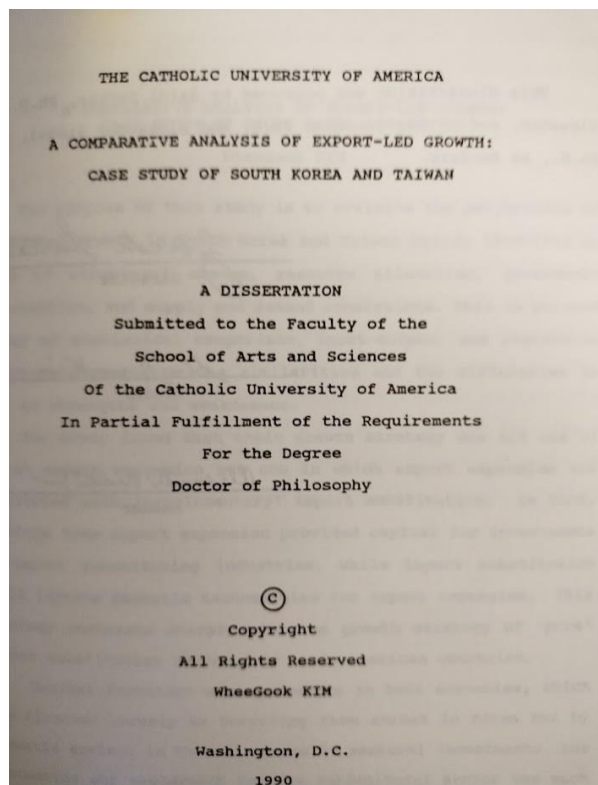 THE CATHOLIC UNIVERSITY OF AMERICA
A COMPARATIVE ANALYSIS OF EXPORT-LED GROWTH:
CASE STUDY OF SOUTH KOREA AND TAIWAN
A DISSERTATION
Submitted to the Faculty of the
School of Arts and Sciences
Of the Catholic University of America
In Partial Fulfillment of the Requirements
For the Degree
Doctor of Philosophy
©
Copyright
All Rights Reserved
WheeGook KIM
Washington, D.C.
1990